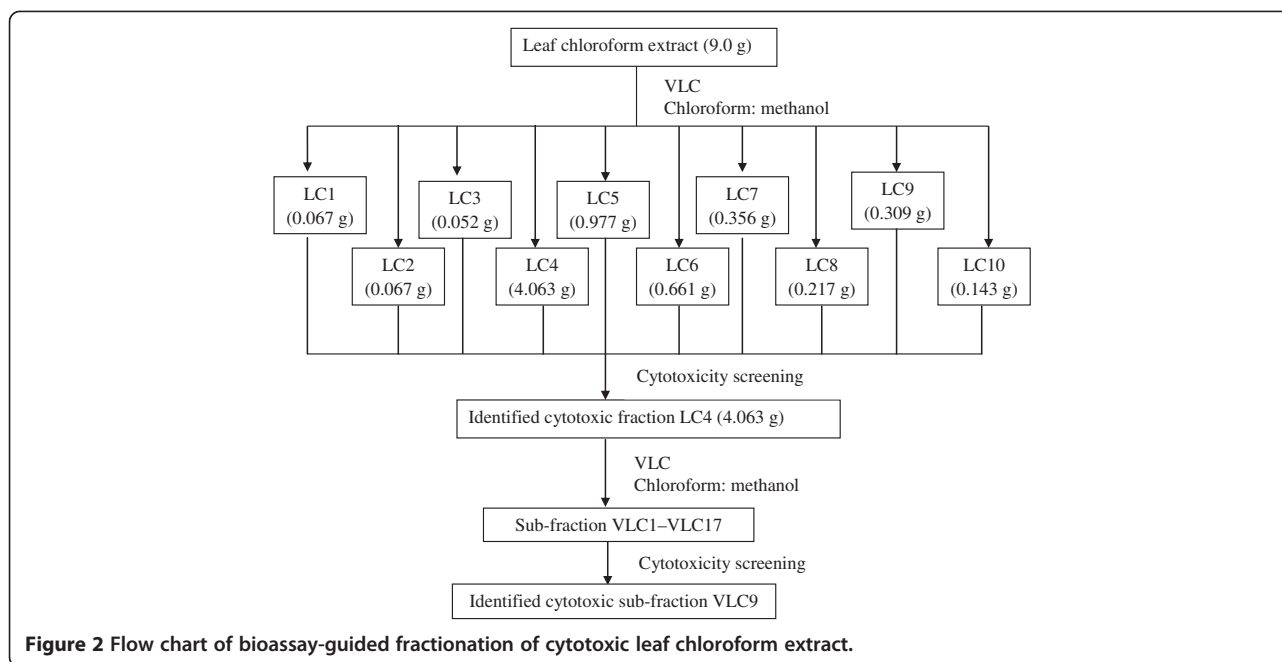 Leaf chloroform extract (9.0 g)
VLC
Chloroform: methanol
LC1
(0.067 g)
LC2
(0.067 g)
LC3
(0.052 g)
LC4
(4.063 g)
LC5
(0.977 g)
LC6
(0.661 g)
LC7
(0.356 g)
LC8
(0.217 g)
LC9
(0.309 g)
LC10
(0.143 g)
Cytotoxicity screening
Identified cytotoxic fraction LC4 (4.063 g)
VLC
Chloroform: methanol
Sub-fraction VLC1–VLC17
Cytotoxicity screening
Identified cytotoxic sub-fraction VLC9
Figure 2 Flow chart of bioassay-guided fractionation of cytotoxic leaf chloroform extract.